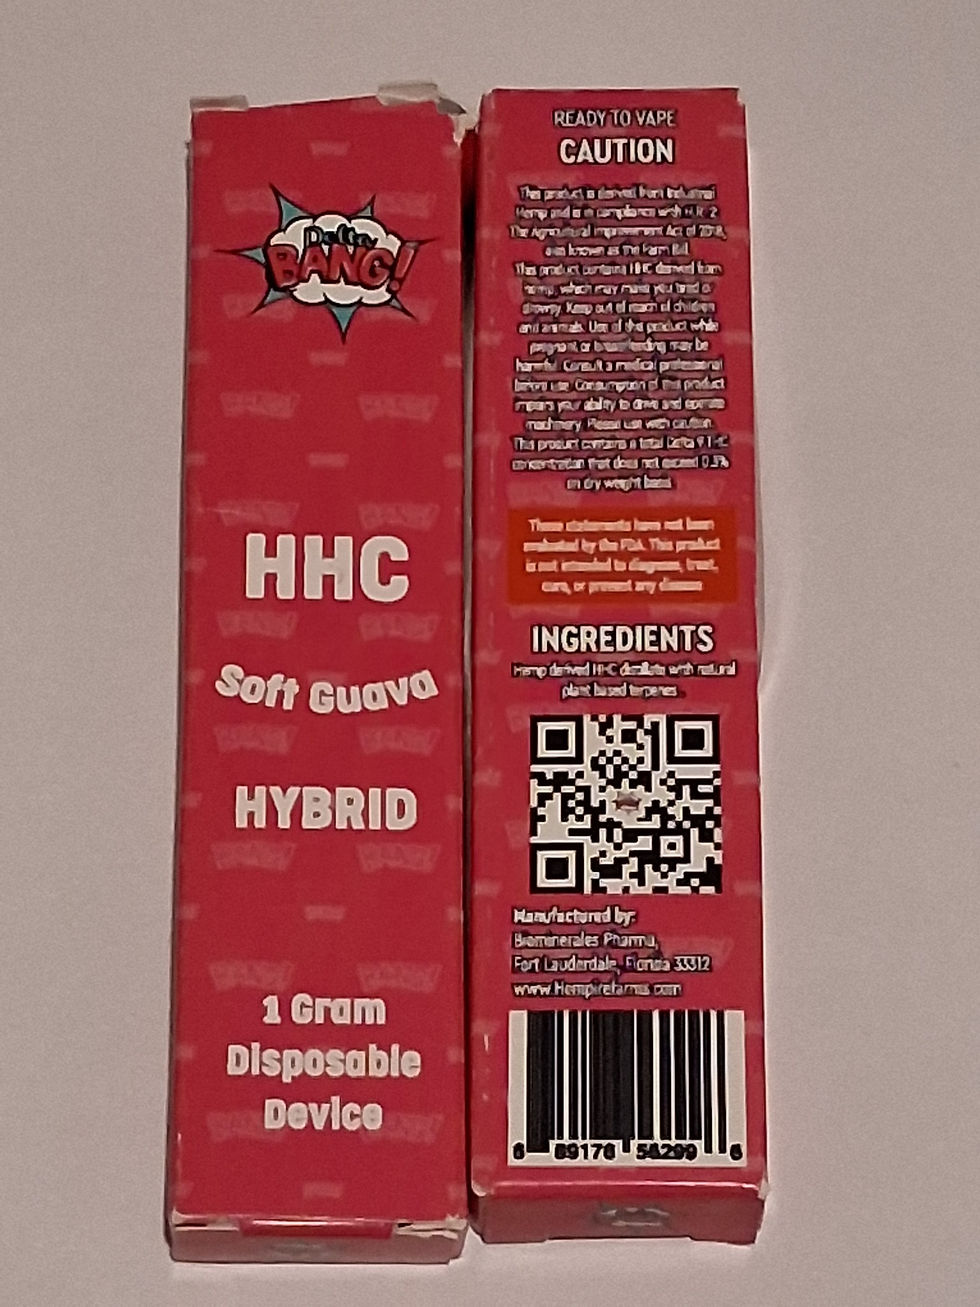 Delta
BANG!
HHC
Soft Guava
HYBRID
1 Gram
Disposable
Device
READY TO VAPE
CAUTION
This product is derived from Industrial
Hemp and is in compliance with H.R. 2
The Agricultural Improvement Act of 2018,
also known as the Farm Bill.
This product contains HHC derived from
hemp, which may make you tired or
drowsy. Keep out of reach of children
and animals. Use of this product while
pregnant or breastfeeding may be
harmful. Consult a medical professional
before use. Consumption of this product
impairs your ability to drive and operate
machinery. Please use with caution.
This product contains a total Delta 9 THC
concentration that does not exceed 0.3%
on dry weight basis.
These statements have not been
evaluated by the FDA. This product
is not intended to diagnose, treat,
cure, or prevent any disease
INGREDIENTS
Hemp derived HHC distillate with natural
plant based terpenes.
Manufactured by:
Biominerales Pharma,
Fort Lauderdale, Florida 33312
www.Hempirefarms.com